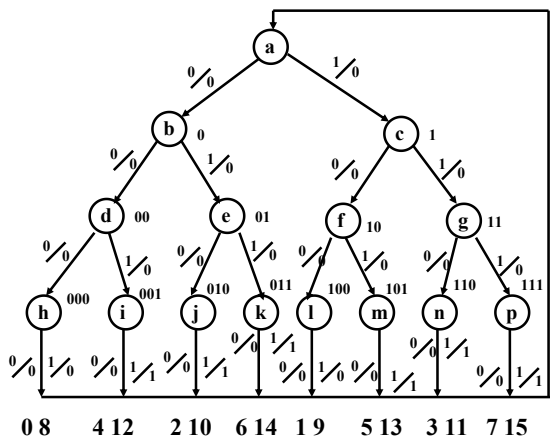 a
0/0 1/0
b 0 c 1
0/0 1/0 0/0 1/0
d 00 e 01 f 10 g 11
0/0 1/0 0/0 1/0 0/0 1/0 0/0 1/0
h 000 i 001 j 010 k 011 l 100 m 101 n 110 p 111
0/0 1/0 0/0 1/1 0/0 1/1 0/0 1/1 0/0 1/0 0/0 1/1 0/0 1/1 0/0 1/1
0 8 4 12 2 10 6 14 1 9 5 13 3 11 7 15